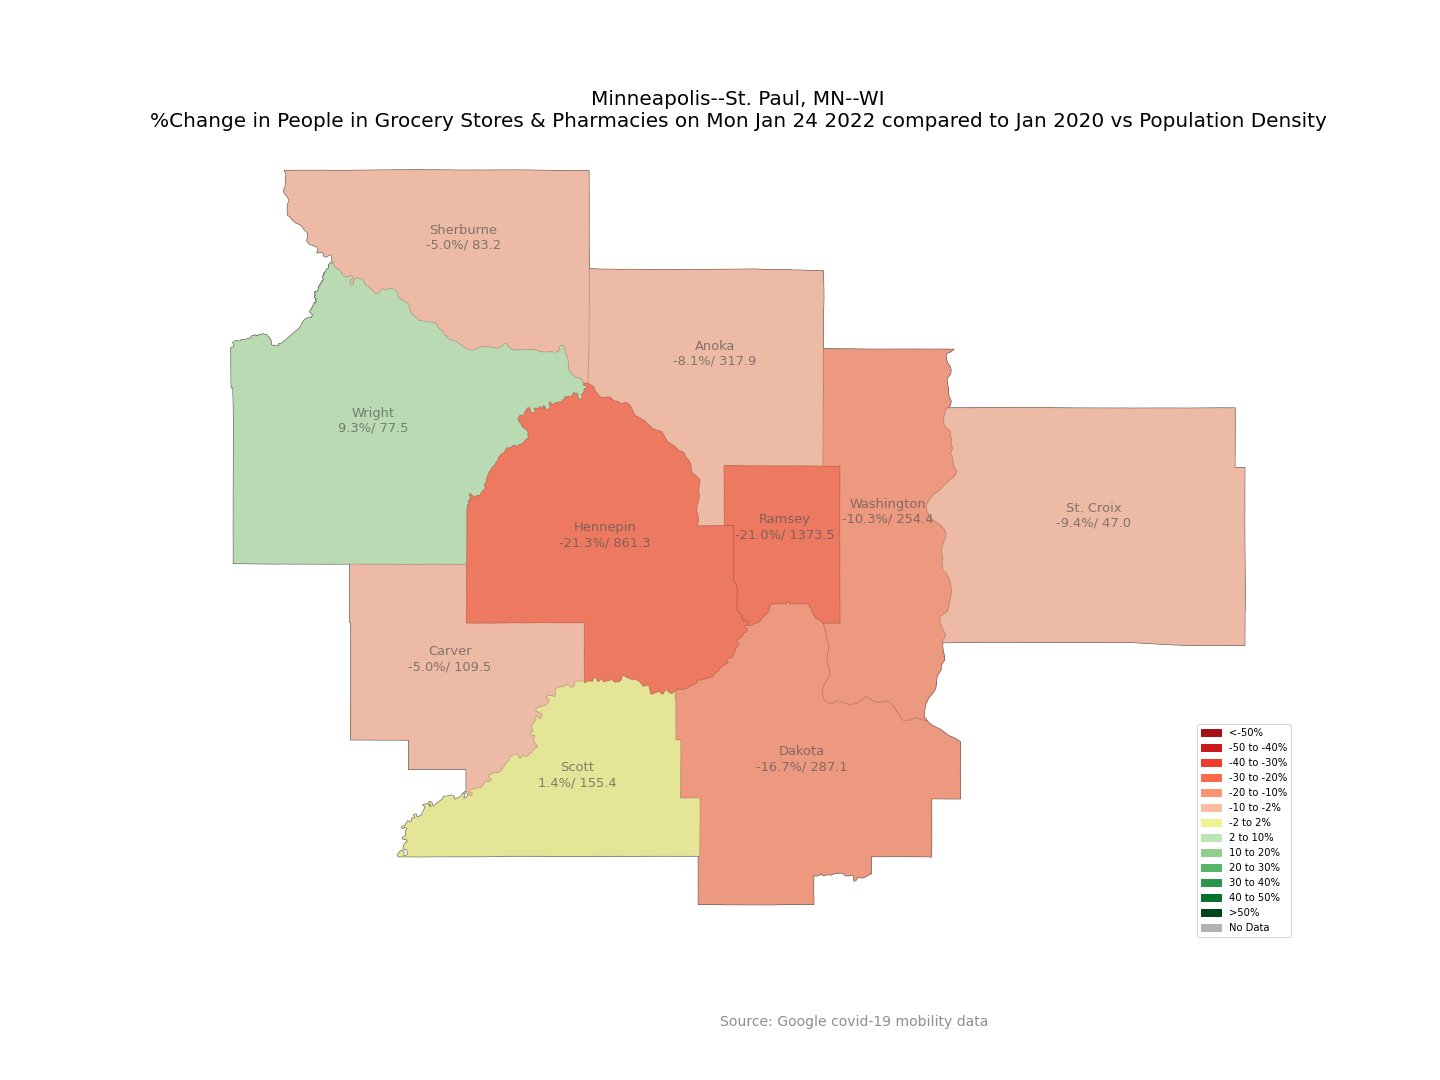 Minneapolis--St. Paul, MN--WI
%Change in People in Grocery Stores & Pharmacies on Mon Jan 24 2022 compared to Jan 2020 vs Population Density
Sherburne
-5.0%/ 83.2
Anoka
-8.1%/ 317.9
Wright
9.3%/ 77.5
Washington
-10.3%/ 254.4
St. Croix
-9.4%/ 47.0
Hennepin
-21.3%/ 861.3
Ramsey
-21.0%/ 1373.5
Carver
-5.0%/ 109.5
Scott
1.4%/ 155.4
Dakota
-16.7%/ 287.1
<-50%
-50 to -40%
-40 to -30%
-30 to -20%
-20 to -10%
-10 to -2%
-2 to 2%
2 to 10%
10 to 20%
20 to 30%
30 to 40%
40 to 50%
>50%
No Data
Source: Google covid-19 mobility data